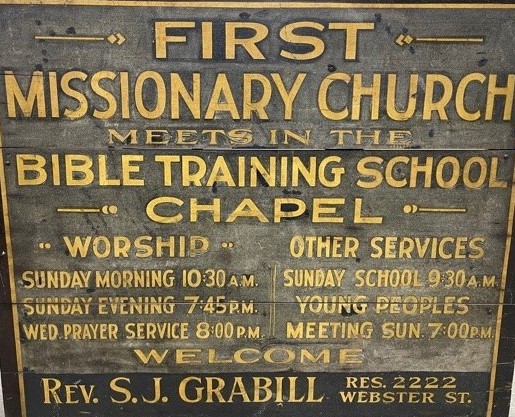 FIRST
MISSIONARY CHURCH
MEETS IN THE
BIBLE TRAINING SCHOOL
CHAPEL
" WORSHIP "
SUNDAY MORNING 10:30 A.M.
SUNDAY EVENING 7:45 P.M.
WED. PRAYER SERVICE 8:00 P.M.
OTHER SERVICES
SUNDAY SCHOOL 9:30 A.M.
YOUNG PEOPLES
MEETING SUN. 7:00 P.M.
WELCOME
REV. S. J. GRABILL
RES. 2222
WEBSTER ST.